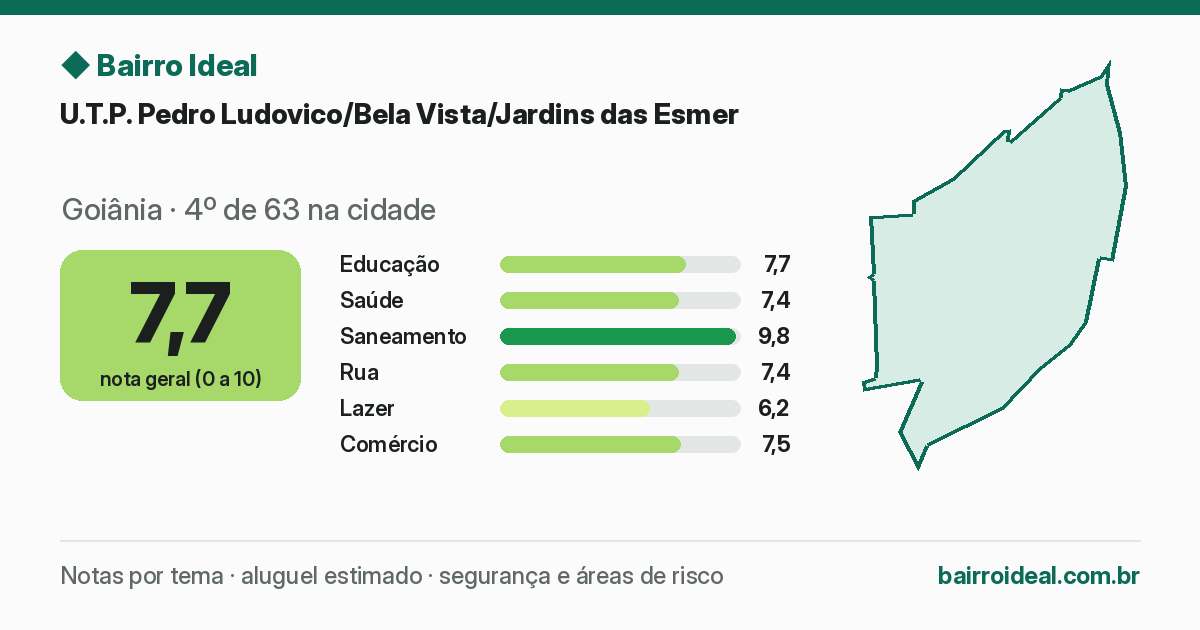 Bairro Ideal
U.T.P. Pedro Ludovico/Bela Vista/Jardins das Esmer
Goiânia · 4º de 63 na cidade
7,7
nota geral (0 a 10)
Educação 7,7
Saúde 7,4
Saneamento 9,8
Rua 7,4
Lazer 6,2
Comércio 7,5
Notas por tema · aluguel estimado · segurança e áreas de risco
bairroideal.com.br